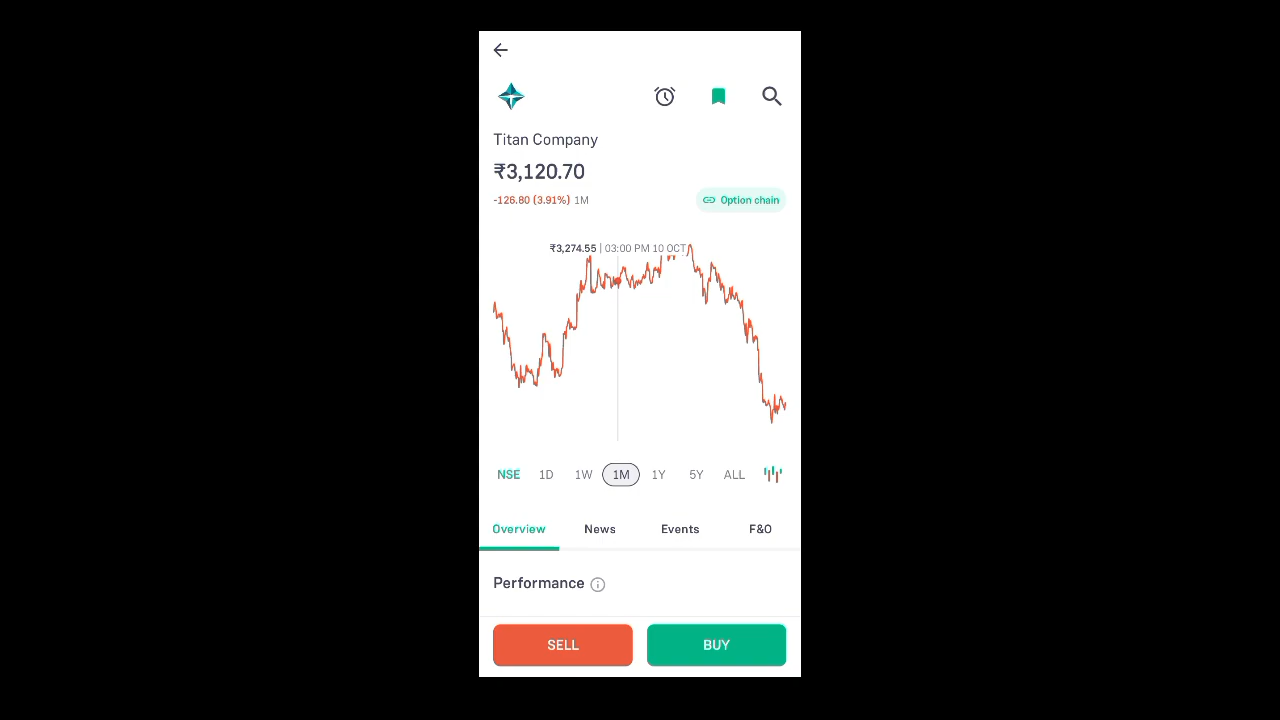 Titan Company
₹3,120.70
-126.80 (3.91%) 1M
Option chain
₹3,274.55 | 03:00 PM 10 OCT
NSE 1D 1W 1M 1Y 5Y ALL
Overview News Events F&O
Performance
SELL BUY